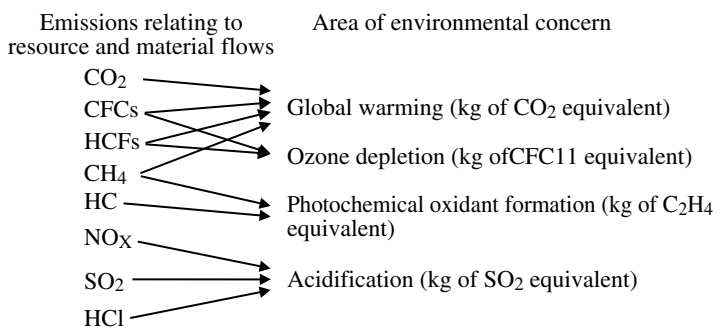 Emissions relating to
resource and material flows
Area of environmental concern
CO2
CFCs
HCFs
CH4
HC
NOX
SO2
HCl
Global warming (kg of CO2 equivalent)
Ozone depletion (kg ofCFC11 equivalent)
Photochemical oxidant formation (kg of C2H4
equivalent)
Acidification (kg of SO2 equivalent)